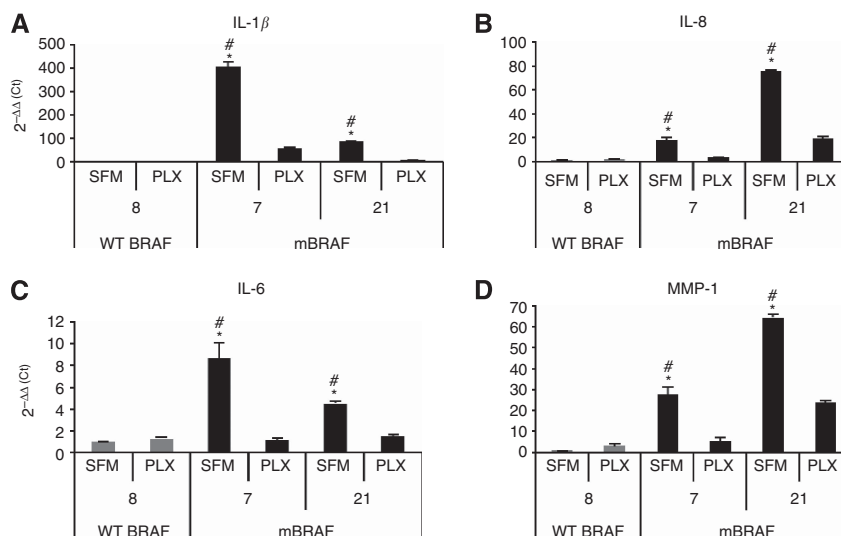 A
IL-1β
2−ΔΔ (Ct)
500
400
300
200
100
0
#
*
#
*
SFM PLX SFM PLX SFM PLX
8 7 21
WT BRAF mBRAF
B
IL-8
100
80
60
40
20
0
#
*
#
*
SFM PLX SFM PLX SFM PLX
8 7 21
WT BRAF mBRAF
C
IL-6
2−ΔΔ (Ct)
12
10
8
6
4
2
0
#
*
#
*
SFM PLX SFM PLX SFM PLX
8 7 21
WT BRAF mBRAF
D
MMP-1
70
60
50
40
30
20
10
0
#
*
#
*
SFM PLX SFM PLX SFM PLX
8 7 21
WT BRAF mBRAF